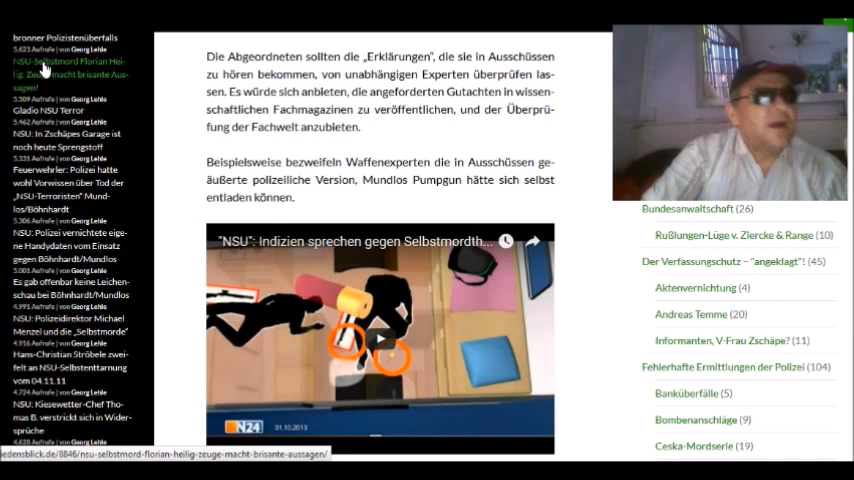 bronner Polizistenüberfalls
5.623 Aufrufe | von Georg Lehle
NSU-Selbstmord Florian Hei-
lig: Zeuge macht brisante Aus-
sagen!
5.509 Aufrufe | von Georg Lehle
Gladio NSU Terror
5.462 Aufrufe | von Georg Lehle
NSU: In Zschäpes Garage ist
noch heute Sprengstoff
5.331 Aufrufe | von Georg Lehle
Feuerwehrler: Polizei hatte
wohl Vorwissen über Tod der
„NSU-Terroristen" Mund-
los/Böhnhardt
5.306 Aufrufe | von Georg Lehle
NSU: Polizei vernichtete eige-
ne Handydaten vom Einsatz
gegen Böhnhardt/Mundlos
5.001 Aufrufe | von Georg Lehle
Es gab offenbar keine Leichen-
schau bei Böhnhardt/Mundlos
4.991 Aufrufe | von Georg Lehle
NSU: Polizeidirektor Michael
Menzel und die „Selbstmorde"
4.916 Aufrufe | von Georg Lehle
Hans-Christian Ströbele zwei-
felt an NSU-Selbstenttarnung
vom 04.11.11
4.724 Aufrufe | von Georg Lehle
NSU: Kiesewetter-Chef Tho-
mas B. verstrickt sich in Wider-
sprüche
4.628 Aufrufe | von Georg Lehle
iedensblick.de/8846/nsu-selbstmord-florian-heilig-zeuge-macht-brisante-aussagen/
Die Abgeordneten sollten die „Erklärungen", die sie in Ausschüssen
zu hören bekommen, von unabhängigen Experten überprüfen las-
sen. Es würde sich anbieten, die angeforderten Gutachten in wissen-
schaftlichen Fachmagazinen zu veröffentlichen, und der Überprü-
fung der Fachwelt anzubieten.
Beispielsweise bezweifeln Waffenexperten die in Ausschüssen ge-
äußerte polizeiliche Version, Mundlos Pumpgun hätte sich selbst
entladen können.
"NSU": Indizien sprechen gegen Selbstmordth...
N24
31.10.2013
Bundesanwaltschaft (26)
Rußlungen-Lüge v. Ziercke & Range (10)
Der Verfassungschutz – "angeklagt"! (45)
Aktenvernichtung (4)
Andreas Temme (20)
Informanten, V-Frau Zschäpe? (11)
Fehlerhafte Ermittlungen der Polizei (104)
Banküberfälle (5)
Bombenanschläge (9)
Ceska-Mordserie (19)